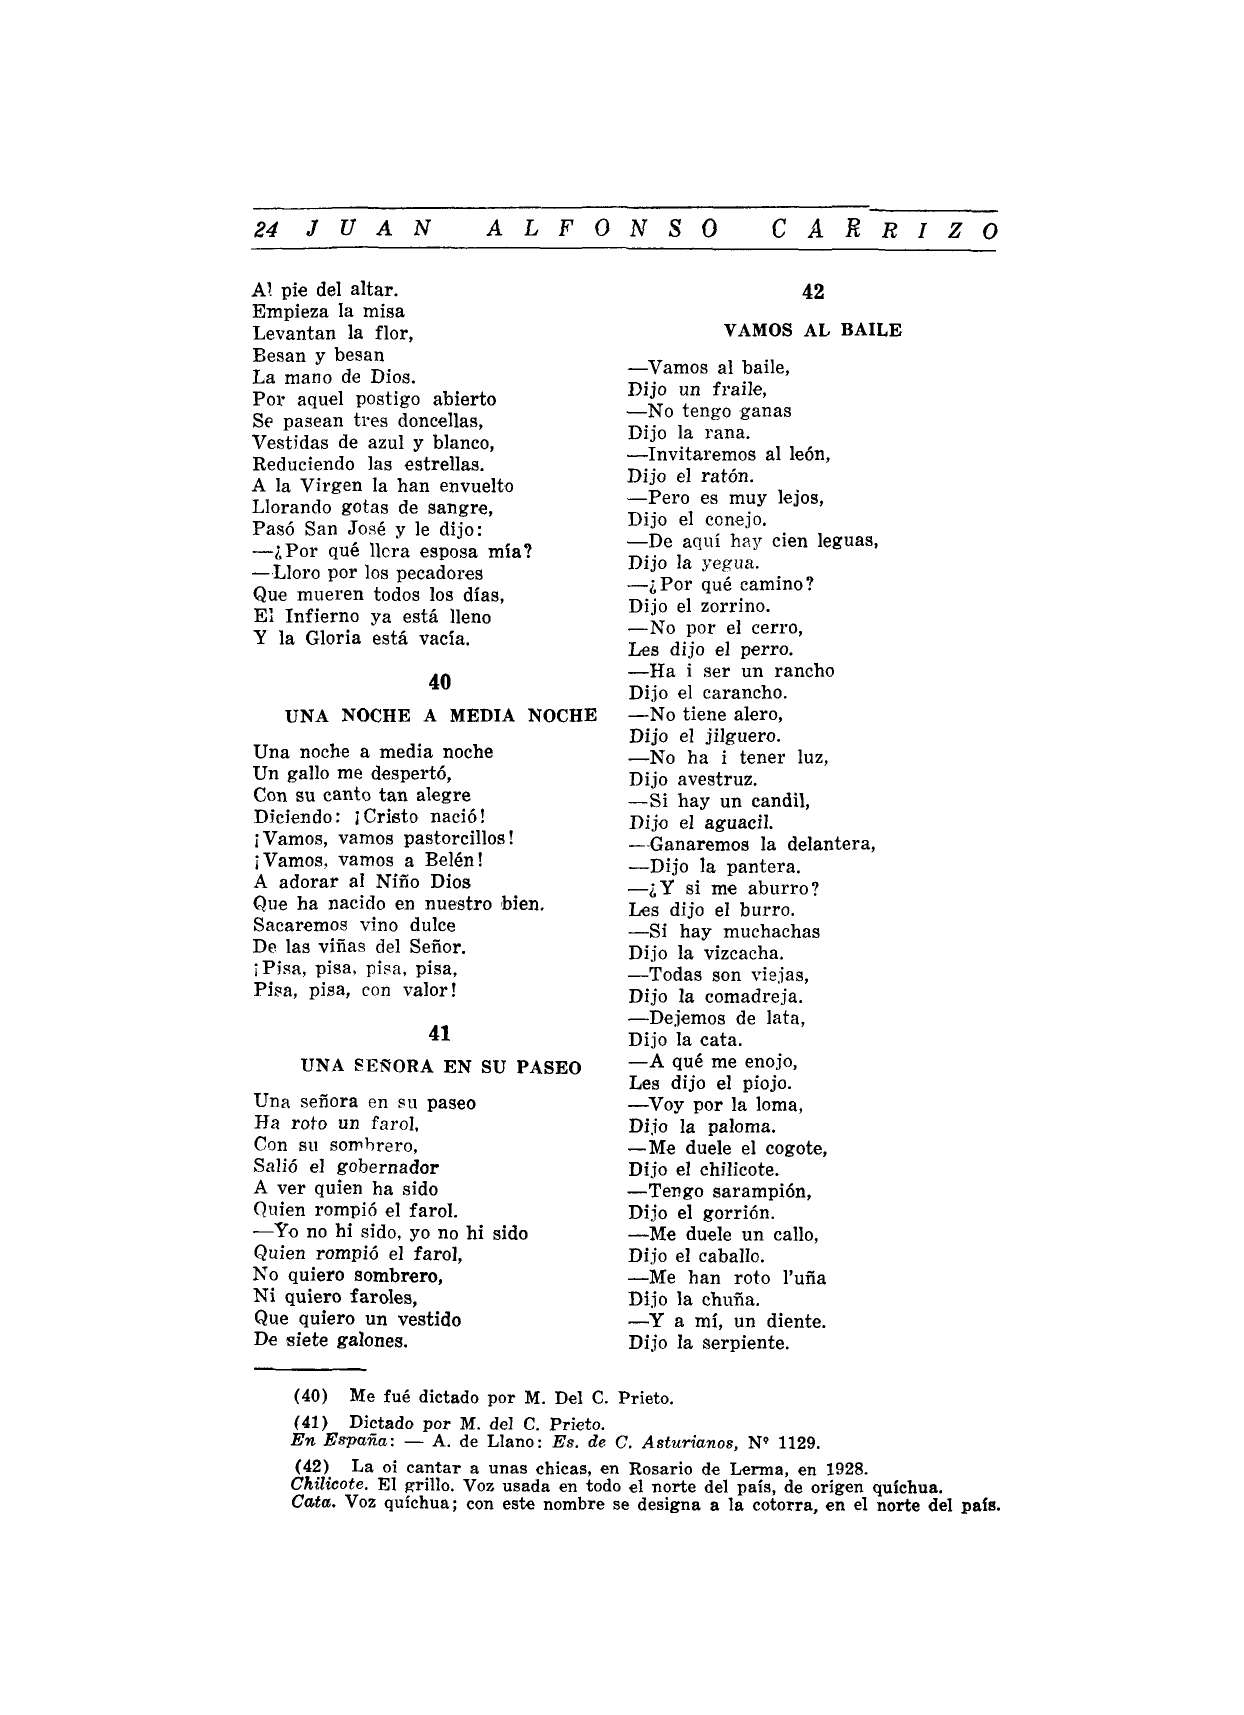 24 JUAN ALFONSO CARRIZO
Al pie del altar.
Empieza la misa
Levantan la flor,
Besan y besan
La mano de Dios.
Por aquel postigo abierto
Se pasean tres doncellas,
Vestidas de azul y blanco,
Reduciendo las estrellas.
A la Virgen la han envuelto
Llorando gotas de sangre,
Pasó San José y le dijo:
—¿Por qué llora esposa mía?
—Lloro por los pecadores
Que mueren todos los días,
El Infierno ya está lleno
Y la Gloria está vacía.
40
UNA NOCHE A MEDIA NOCHE
Una noche a media noche
Un gallo me despertó,
Con su canto tan alegre
Diciendo: ¡Cristo nació!
¡Vamos, vamos pastorcillos!
¡Vamos, vamos a Belén!
A adorar al Niño Dios
Que ha nacido en nuestro bien.
Sacaremos vino dulce
De las viñas del Señor.
¡Pisa, pisa, pisa, pisa,
Pisa, pisa, con valor!
41
UNA SEÑORA EN SU PASEO
Una señora en su paseo
Ha roto un farol,
Con su sombrero,
Salió el gobernador
A ver quien ha sido
Quien rompió el farol.
—Yo no hi sido, yo no hi sido
Quien rompió el farol,
No quiero sombrero,
Ni quiero faroles,
Que quiero un vestido
De siete galones.
42
VAMOS AL BAILE
—Vamos al baile,
Dijo un fraile,
—No tengo ganas
Dijo la rana.
—Invitaremos al león,
Dijo el ratón.
—Pero es muy lejos,
Dijo el conejo.
—De aquí hay cien leguas,
Dijo la yegua.
—¿Por qué camino?
Dijo el zorrino.
—No por el cerro,
Les dijo el perro.
—Ha i ser un rancho
Dijo el carancho.
—No tiene alero,
Dijo el jilguero.
—No ha i tener luz,
Dijo avestruz.
—Si hay un candil,
Dijo el aguacil.
—Ganaremos la delantera,
—Dijo la pantera.
—¿Y si me aburro?
Les dijo el burro.
—Si hay muchachas
Dijo la vizcacha.
—Todas son viejas,
Dijo la comadreja.
—Dejemos de lata,
Dijo la cata.
—A qué me enojo,
Les dijo el piojo.
—Voy por la loma,
Dijo la paloma.
—Me duele el cogote,
Dijo el chilicote.
—Tengo sarampión,
Dijo el gorrión.
—Me duele un callo,
Dijo el caballo.
—Me han roto l'uña
Dijo la chuña.
—Y a mí, un diente.
Dijo la serpiente.
(40) Me fué dictado por M. Del C. Prieto.
(41) Dictado por M. del C. Prieto.
En España: — A. de Llano: Es. de C. Asturianos, Nº 1129.
(42) La oi cantar a unas chicas, en Rosario de Lerma, en 1928.
Chilicote. El grillo. Voz usada en todo el norte del país, de origen quíchua.
Cata. Voz quíchua; con este nombre se designa a la cotorra, en el norte del país.